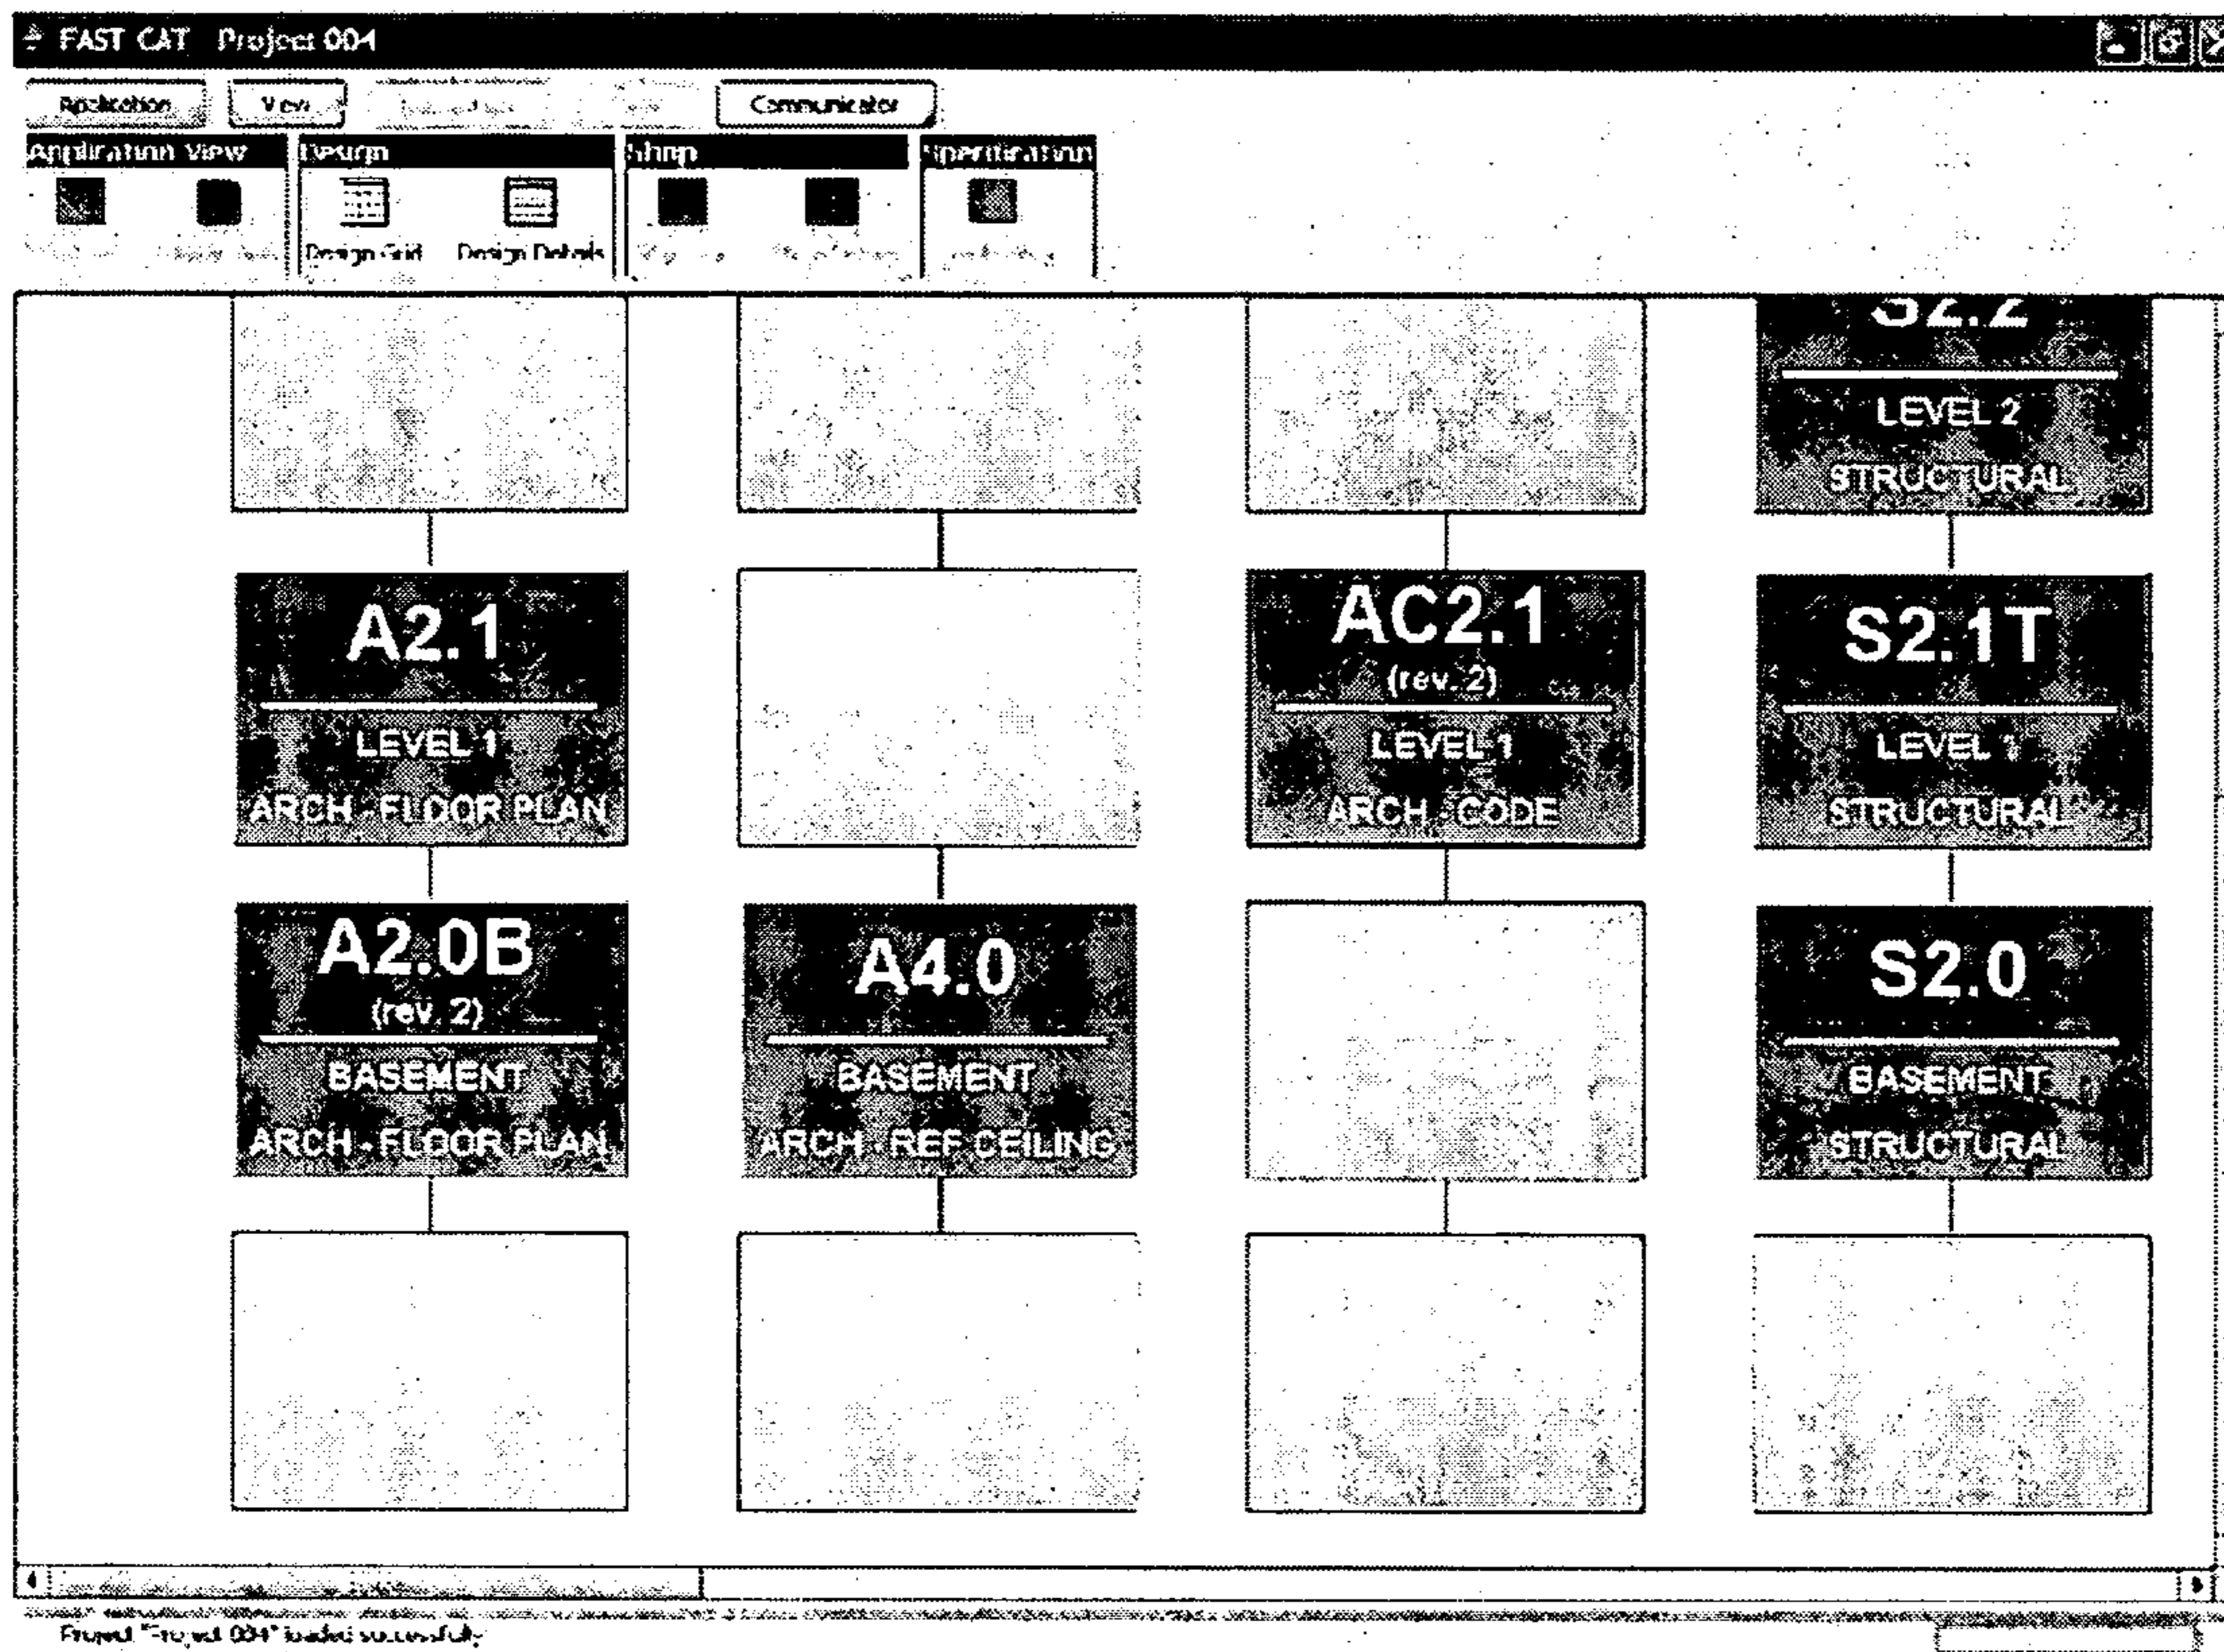 FAST CAT Project 004
Application View Communicator
Application View Design Shop Specification
Design Grid Design Details
S2.2
LEVEL 2
STRUCTURAL
A2.1
LEVEL 1
ARCH - FLOOR PLAN
AC2.1
(rev. 2)
LEVEL 1
ARCH - CODE
S2.1T
LEVEL 1
STRUCTURAL
A2.0B
(rev. 2)
BASEMENT
ARCH - FLOOR PLAN
A4.0
BASEMENT
ARCH - REF CEILING
S2.0
BASEMENT
STRUCTURAL
Project "Project 004" loaded successfully